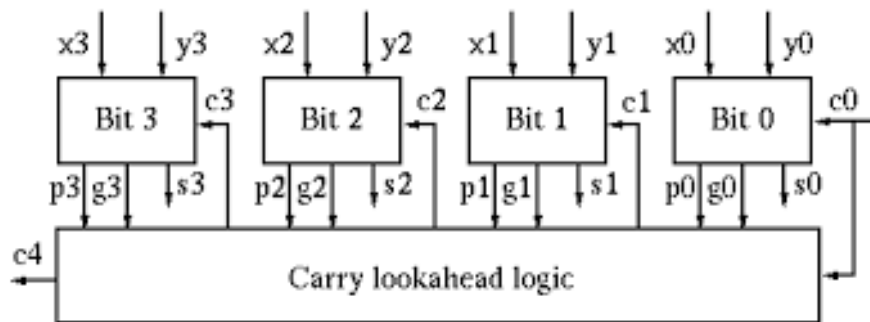 x3 y3 x2 y2 x1 y1 x0 y0
Bit 3 c3 Bit 2 c2 Bit 1 c1 Bit 0 c0
p3 g3 s3 p2 g2 s2 p1 g1 s1 p0 g0 s0
c4 Carry lookahead logic